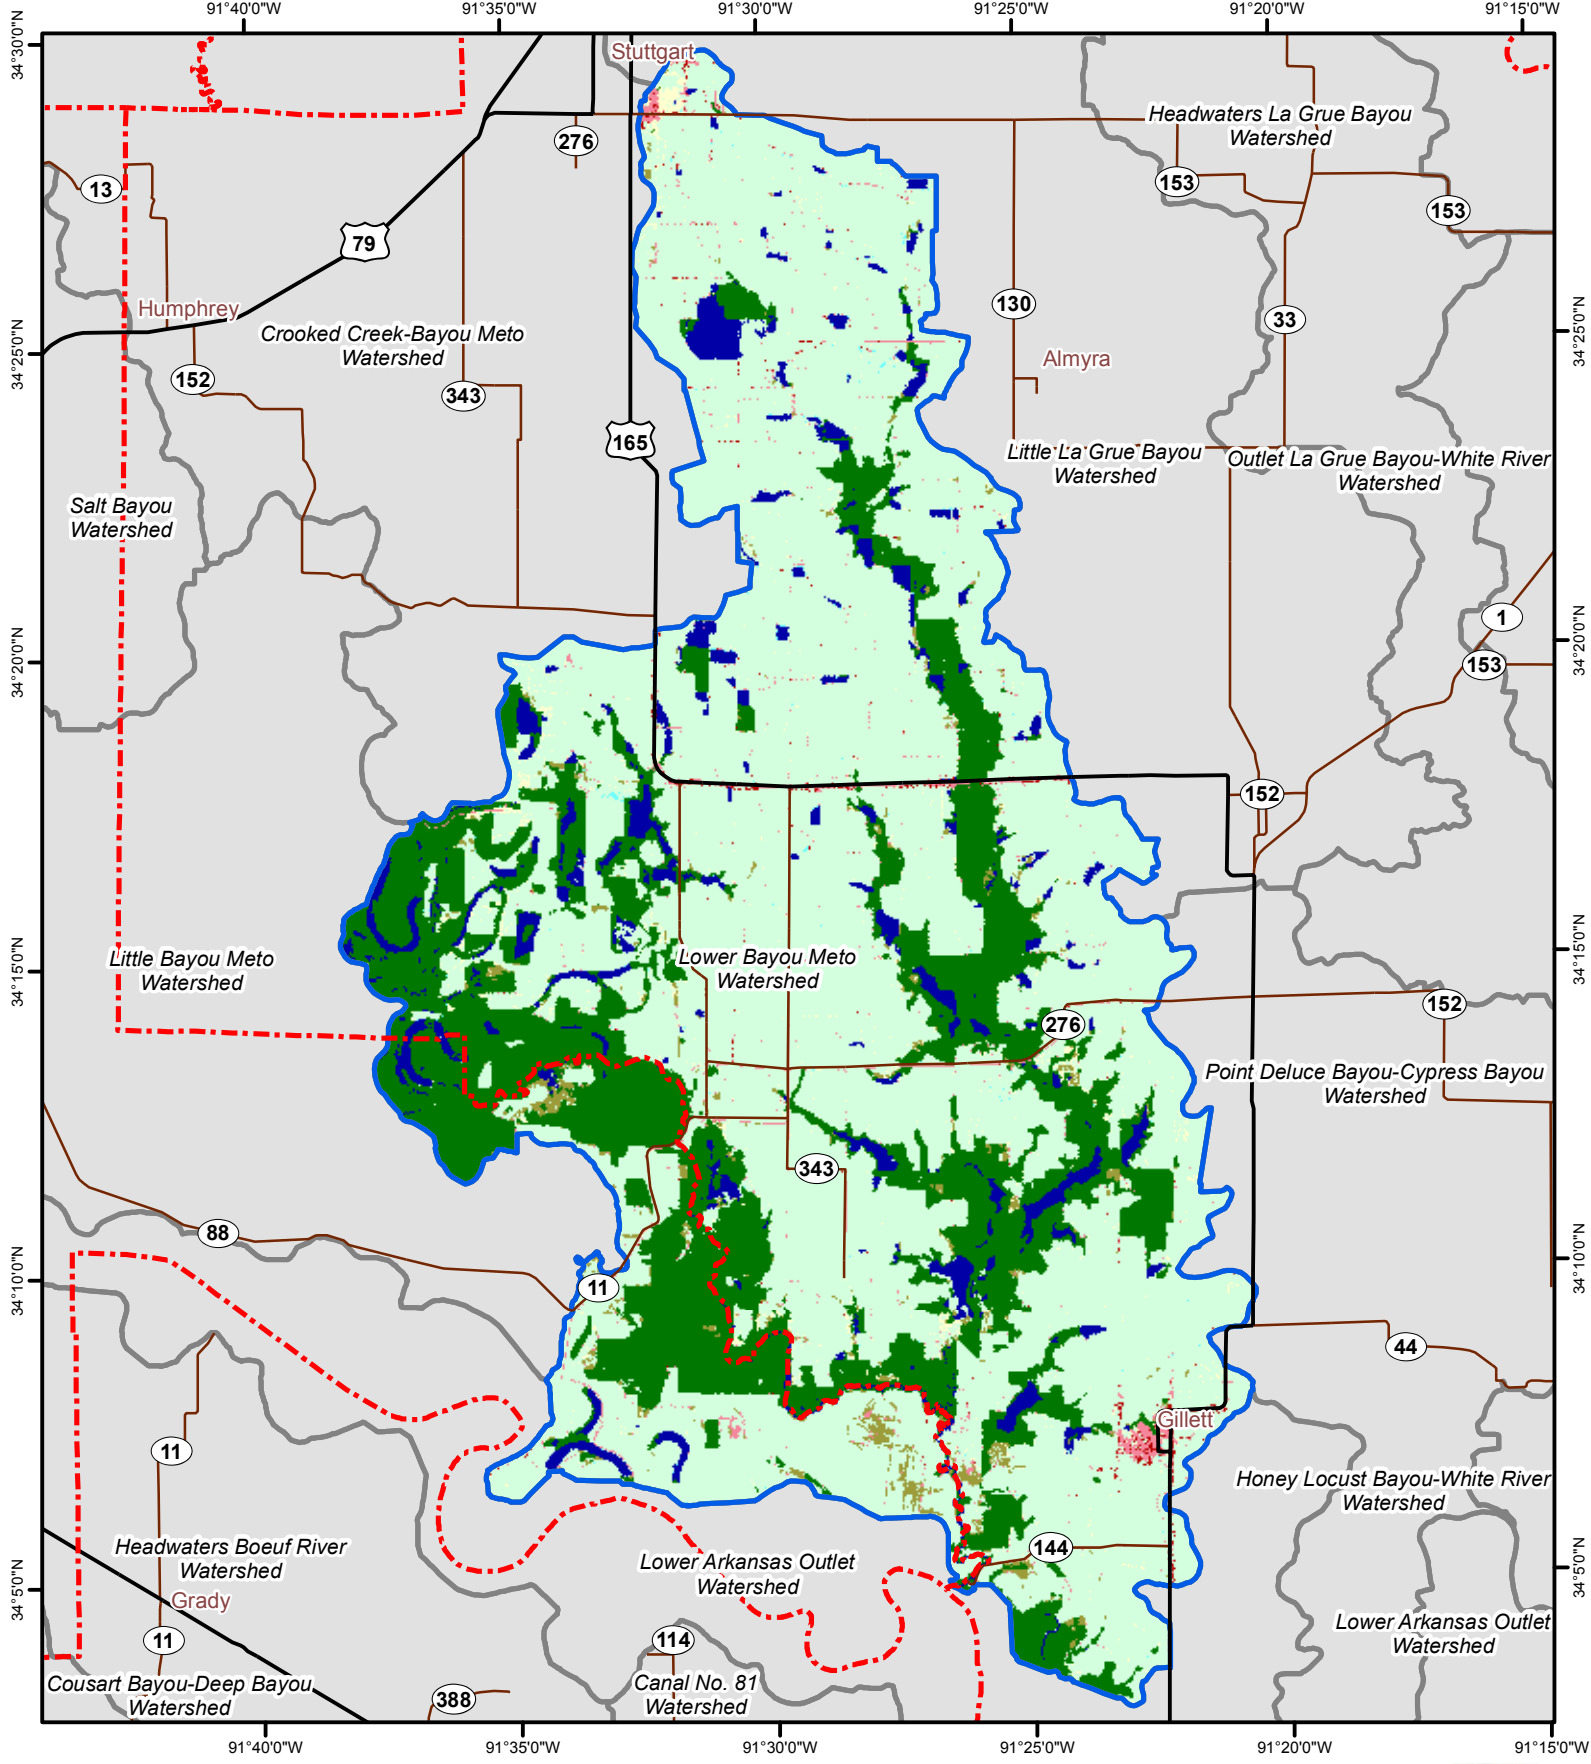 91°40'0"W
91°35'0"W
91°30'0"W
91°25'0"W
91°20'0"W
91°15'0"W
34°30'0"N
Stuttgart
Headwaters La Grue Bayou
Watershed
276
13
153
153
79
Humphrey
130
33
34°25'0"N
34°25'0"N
Crooked Creek-Bayou Meto
Watershed
Almyra
152
343
165
Little La Grue Bayou
Watershed
Outlet La Grue Bayou-White River
Watershed
Salt Bayou
Watershed
1
34°20'0"N
34°20'0"N
153
152
Little Bayou Meto
Watershed
Lower Bayou Meto
Watershed
34°15'0"N
34°15'0"N
152
276
Point Deluce Bayou-Cypress Bayou
Watershed
343
88
34°10'0"N
34°10'0"N
11
44
Gillett
11
Honey Locust Bayou-White River
Watershed
Headwaters Boeuf River
Watershed
Lower Arkansas Outlet
Watershed
144
34°5'0"N
34°5'0"N
Grady
11
114
Lower Arkansas Outlet
Watershed
Cousart Bayou-Deep Bayou
Watershed
388
Canal No. 81
Watershed
91°40'0"W
91°35'0"W
91°30'0"W
91°25'0"W
91°20'0"W
91°15'0"W